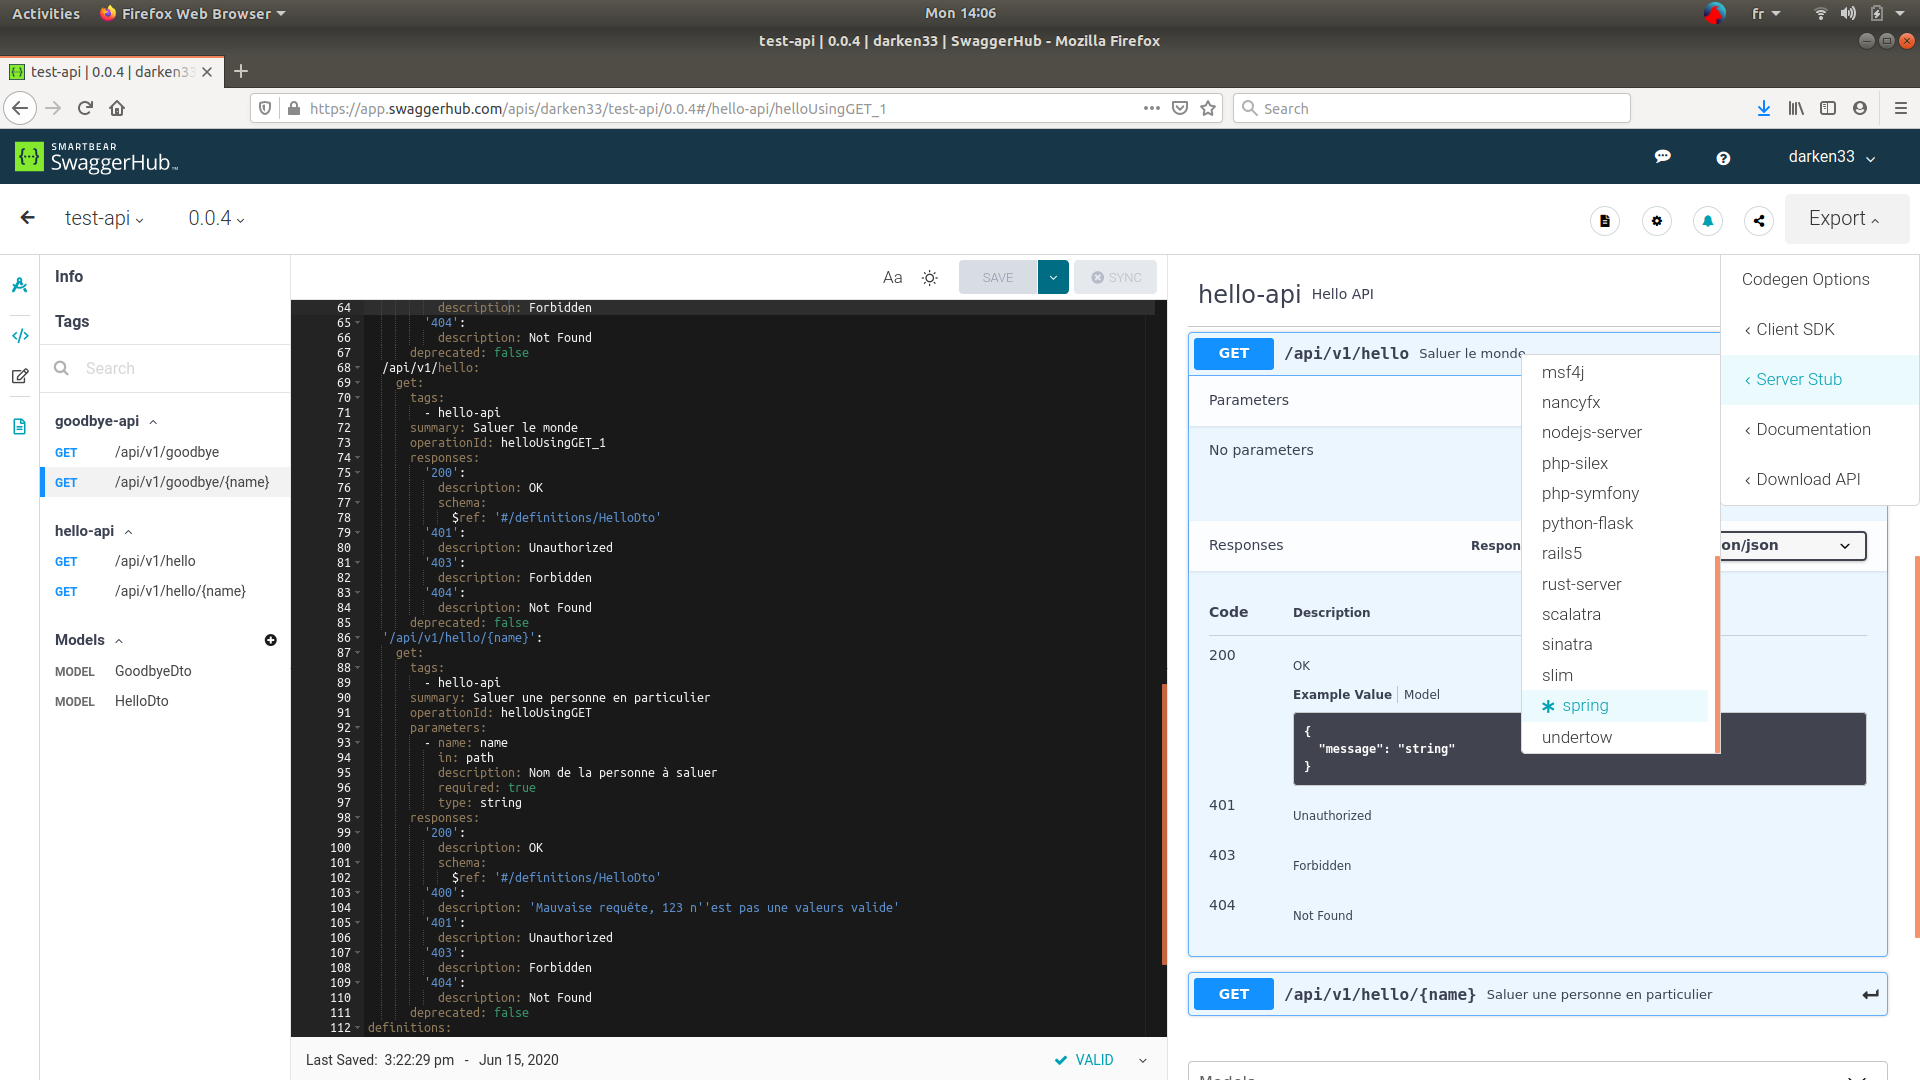 Activities
Firefox Web Browser
Mon 14:06
fr
test-api | 0.0.4 | darken33 | SwaggerHub - Mozilla Firefox
test-api | 0.0.4 | darken33
https://app.swaggerhub.com/apis/darken33/test-api/0.0.4#/hello-api/helloUsingGET_1
Search
SMARTBEAR
SwaggerHub
darken33
test-api
0.0.4
Export
Info
Tags
Search
goodbye-api
GET /api/v1/goodbye
GET /api/v1/goodbye/{name}
hello-api
GET /api/v1/hello
GET /api/v1/hello/{name}
Models
MODEL GoodbyeDto
MODEL HelloDto
Aa
SAVE
SYNC
64 description: Forbidden
65 '404':
66 description: Not Found
67 deprecated: false
68 /api/v1/hello:
69 get:
70 tags:
71 - hello-api
72 summary: Saluer le monde
73 operationId: helloUsingGET_1
74 responses:
75 '200':
76 description: OK
77 schema:
78 $ref: '#/definitions/HelloDto'
79 '401':
80 description: Unauthorized
81 '403':
82 description: Forbidden
83 '404':
84 description: Not Found
85 deprecated: false
86 '/api/v1/hello/{name}':
87 get:
88 tags:
89 - hello-api
90 summary: Saluer une personne en particulier
91 operationId: helloUsingGET
92 parameters:
93 - name: name
94 in: path
95 description: Nom de la personne à saluer
96 required: true
97 type: string
98 responses:
99 '200':
100 description: OK
101 schema:
102 $ref: '#/definitions/HelloDto'
103 '400':
104 description: 'Mauvaise requête, 123 n''est pas une valeurs valide'
105 '401':
106 description: Unauthorized
107 '403':
108 description: Forbidden
109 '404':
110 description: Not Found
111 deprecated: false
112 definitions:
Last Saved: 3:22:29 pm - Jun 15, 2020
VALID
hello-api Hello API
GET /api/v1/hello Saluer le monde
Parameters
No parameters
Responses
Respon
on/json
Code Description
200
OK
Example Value Model
{
"message": "string"
}
401
Unauthorized
403
Forbidden
404
Not Found
GET /api/v1/hello/{name} Saluer une personne en particulier
Models
msf4j
nancyfx
nodejs-server
php-silex
php-symfony
python-flask
rails5
rust-server
scalatra
sinatra
slim
spring
undertow
Codegen Options
Client SDK
Server Stub
Documentation
Download API